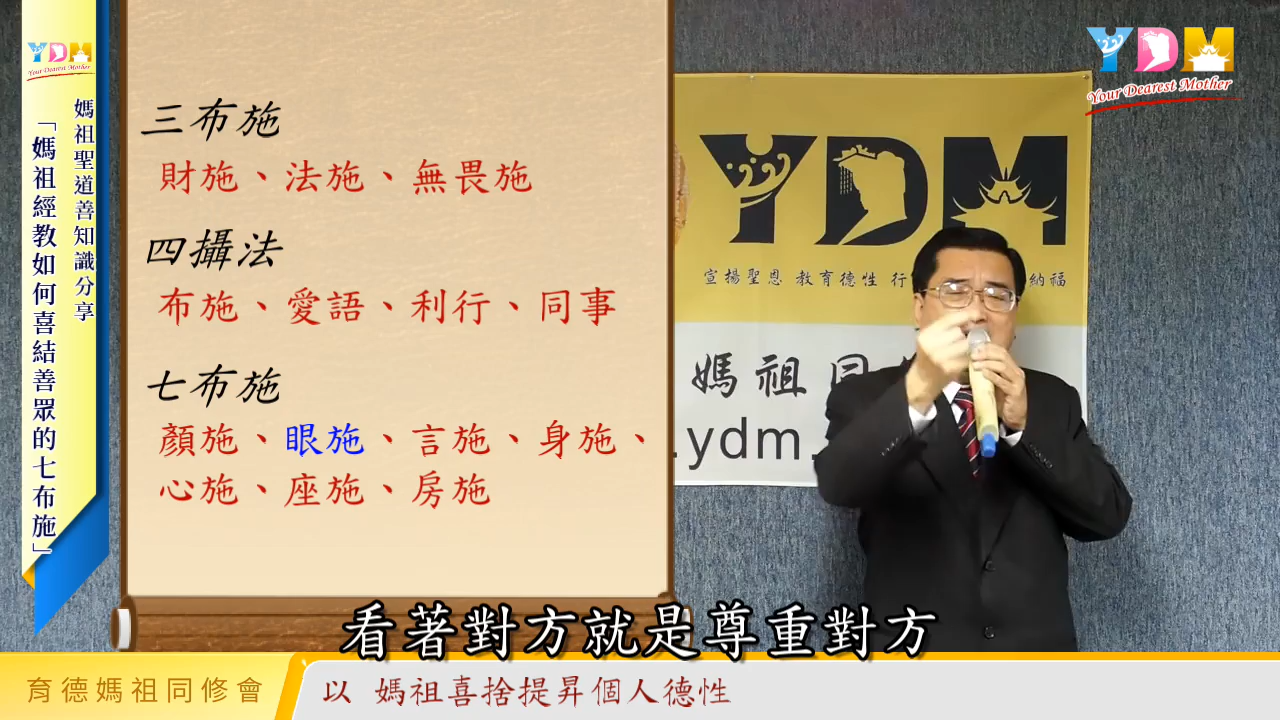 YDM
Your Dearest Mother
媽祖聖道善知識分享
「媽祖經教如何喜結善眾的七布施」
三布施
財施、法施、無畏施
四攝法
布施、愛語、利行、同事
七布施
顏施、眼施、言施、身施、
心施、座施、房施
YDM
Your Dearest Mother
YDM
宣揚聖恩 教育德性 行 納福
媽祖同
.ydm.
看著對方就是尊重對方
育德媽祖同修會
以 媽祖喜捨提昇個人德性